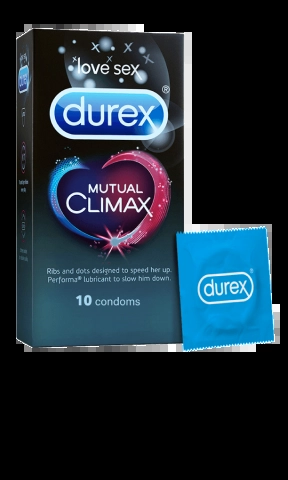 love sex
durex®
MUTUAL
CLIMAX
Ribs and dots designed to speed her up.
Performa® lubricant to slow him down.
10 condoms
durex®